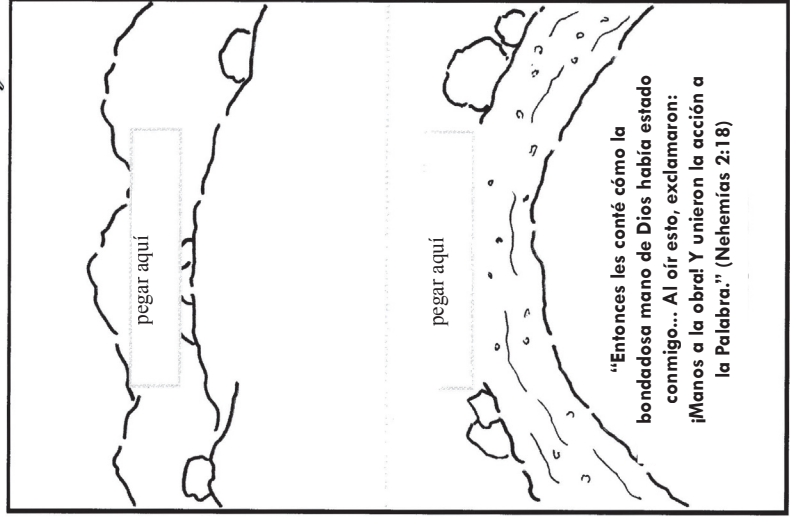 pegar aquí
pegar aquí
“Entonces les conté cómo la
bondadosa mano de Dios había estado
conmigo... Al oír esto, exclamaron:
¡Manos a la obra! Y unieron la acción a
la Palabra.” (Nehemías 2:18)